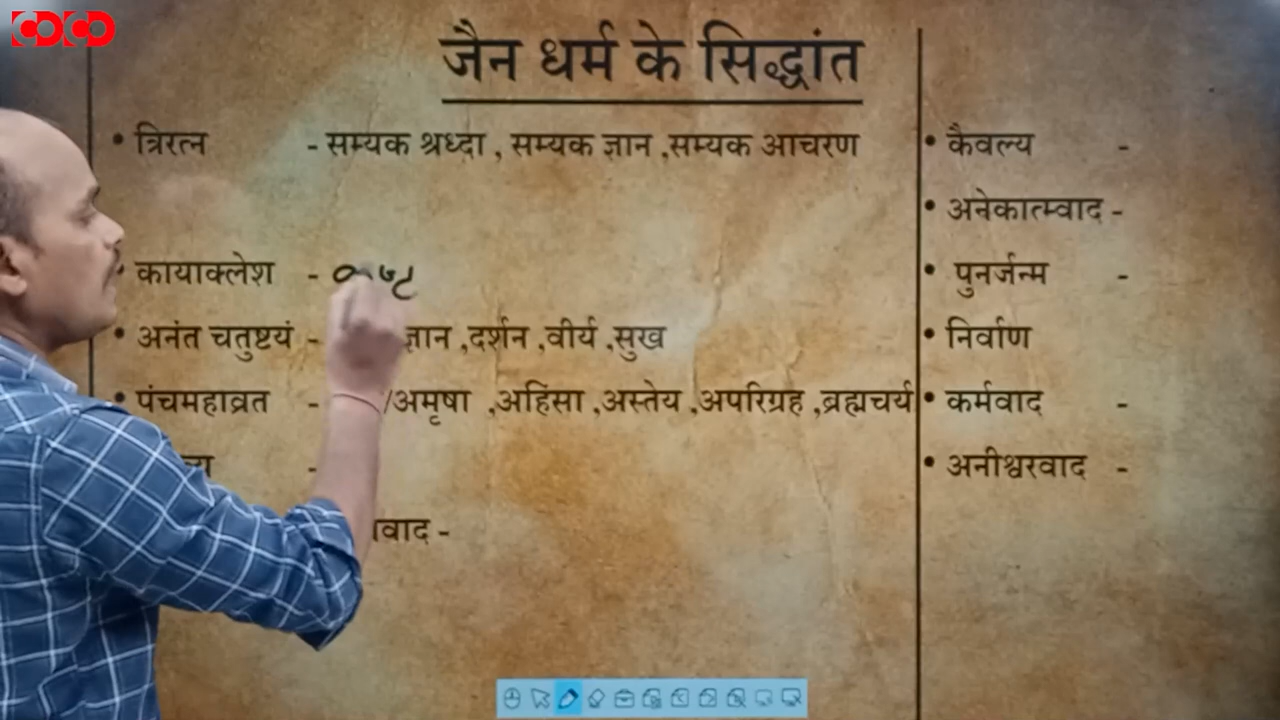 जैन धर्म के सिद्धांत
• त्रिरत्न - सम्यक श्रध्दा , सम्यक ज्ञान ,सम्यक आचरण
• कायाक्लेश -
• अनंत चतुष्टयं - ज्ञान ,दर्शन ,वीर्य ,सुख
• पंचमहाव्रत - /अमृषा ,अहिंसा ,अस्तेय ,अपरिग्रह ,ब्रह्मचर्य
-
वाद -
• कैवल्य -
• अनेकात्म्वाद -
• पुनर्जन्म -
• निर्वाण
• कर्मवाद -
• अनीश्वरवाद -